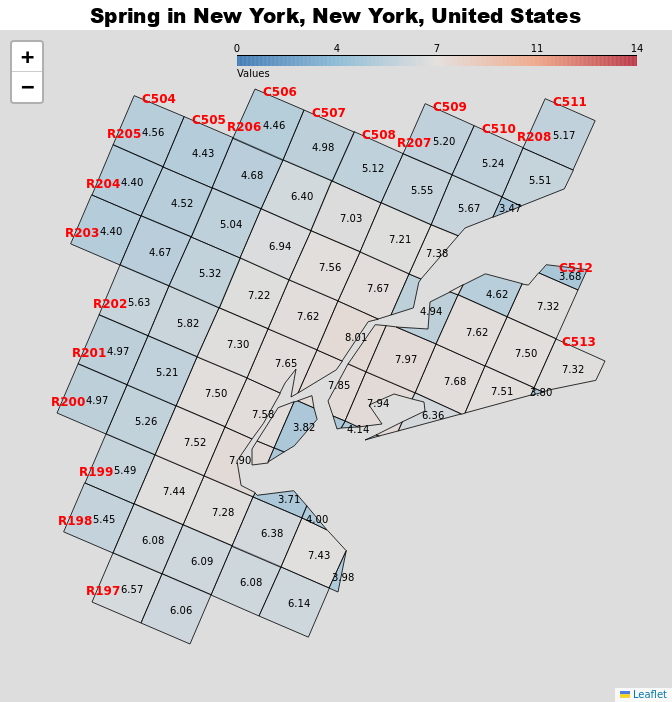 Spring in New York, New York, United States
+
−
0 4 7 11 14
Values
C504 C506
C505 C507 C509 C511
R205 4.56 R206 4.46 C508 C510
4.43 4.98 R207 5.20 R208 5.17
R204 4.40 4.68 5.12 5.24
4.52 6.40 5.55 5.51
R203 4.40 5.04 7.03 5.67 3.47
4.67 6.94 7.21
5.32 7.56 7.38 C512
R202 5.63 7.22 7.67 4.62 3.68
5.82 7.62 4.94 7.32
R201 4.97 7.30 8.01 7.62 C513
5.21 7.65 7.97 7.50
R200 4.97 7.50 7.85 7.68 7.32
5.26 7.58 7.94 7.51 3.80
7.52 3.82 4.14 6.36
R199 5.49 7.90
7.44 3.71
R198 5.45 7.28 4.00
6.08 6.38
6.09 7.43
R197 6.57 6.08 3.98
6.06 6.14
Leaflet